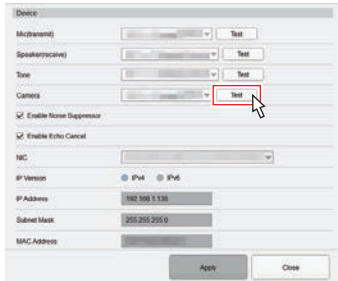 Device
Mic(transmit) Test
Speaker(receive) Test
Tone Test
Camera Test
Enable Noise Suppressor
Enable Echo Cancel
NIC
IP Version IPv4 IPv6
IP Address 192.168.1.136
Subnet Mask 255.255.255.0
MAC Address
Apply Close